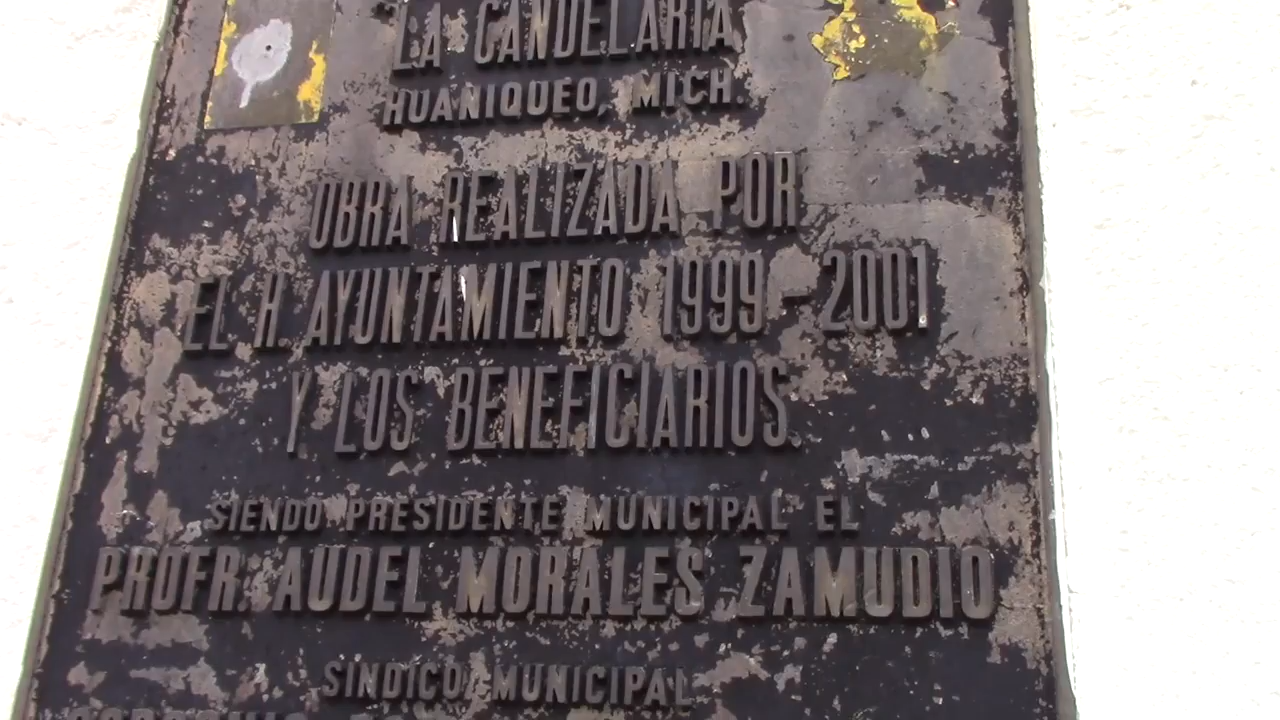 LA CANDELARIA
HUANIQUEO, MICH.
OBRA REALIZADA POR
EL H. AYUNTAMIENTO 1999-2001
Y LOS BENEFICIARIOS.
SIENDO PRESIDENTE MUNICIPAL EL
PROFR. AUDEL MORALES ZAMUDIO
SINDICO MUNICIPAL